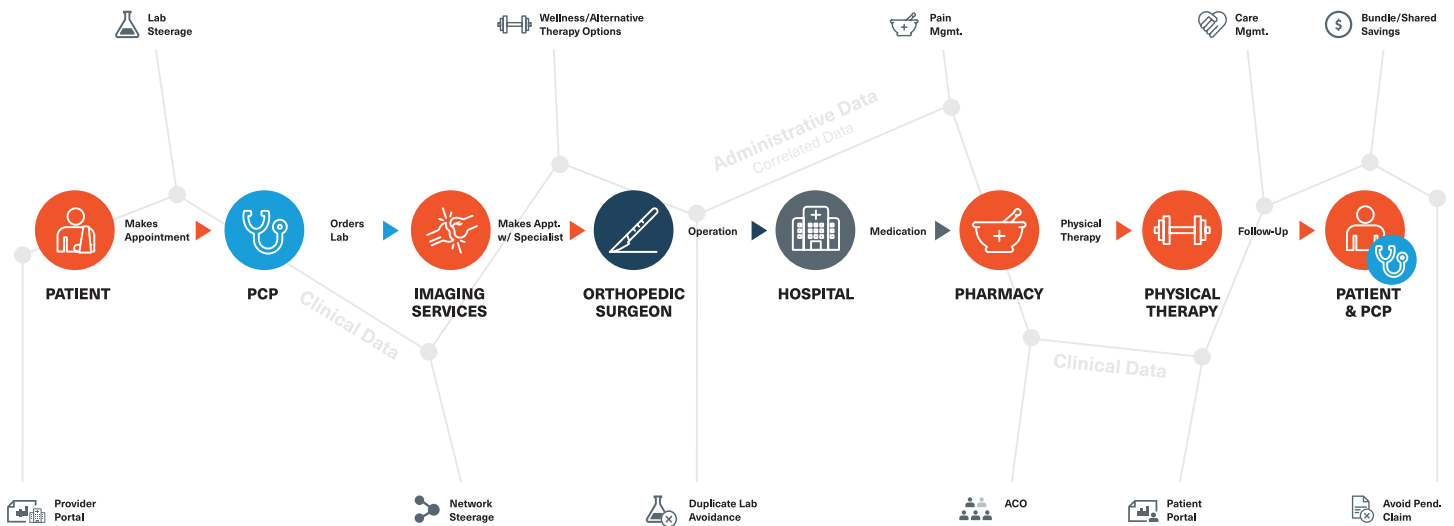 Lab
Steerage
Wellness/Alternative
Therapy Options
Pain
Mgmt.
Care
Mgmt.
$
Bundle/Shared
Savings
Administrative Data
Correlated Data
Makes
Appointment
Orders
Lab
Makes Appt.
w/ Specialist
Operation
Medication
Physical
Therapy
Follow-Up
PATIENT
PCP
IMAGING
SERVICES
ORTHOPEDIC
SURGEON
HOSPITAL
PHARMACY
PHYSICAL
THERAPY
PATIENT
& PCP
Clinical Data
Clinical Data
Provider
Portal
Network
Steerage
Duplicate Lab
Avoidance
ACO
Patient
Portal
Avoid Pend.
Claim